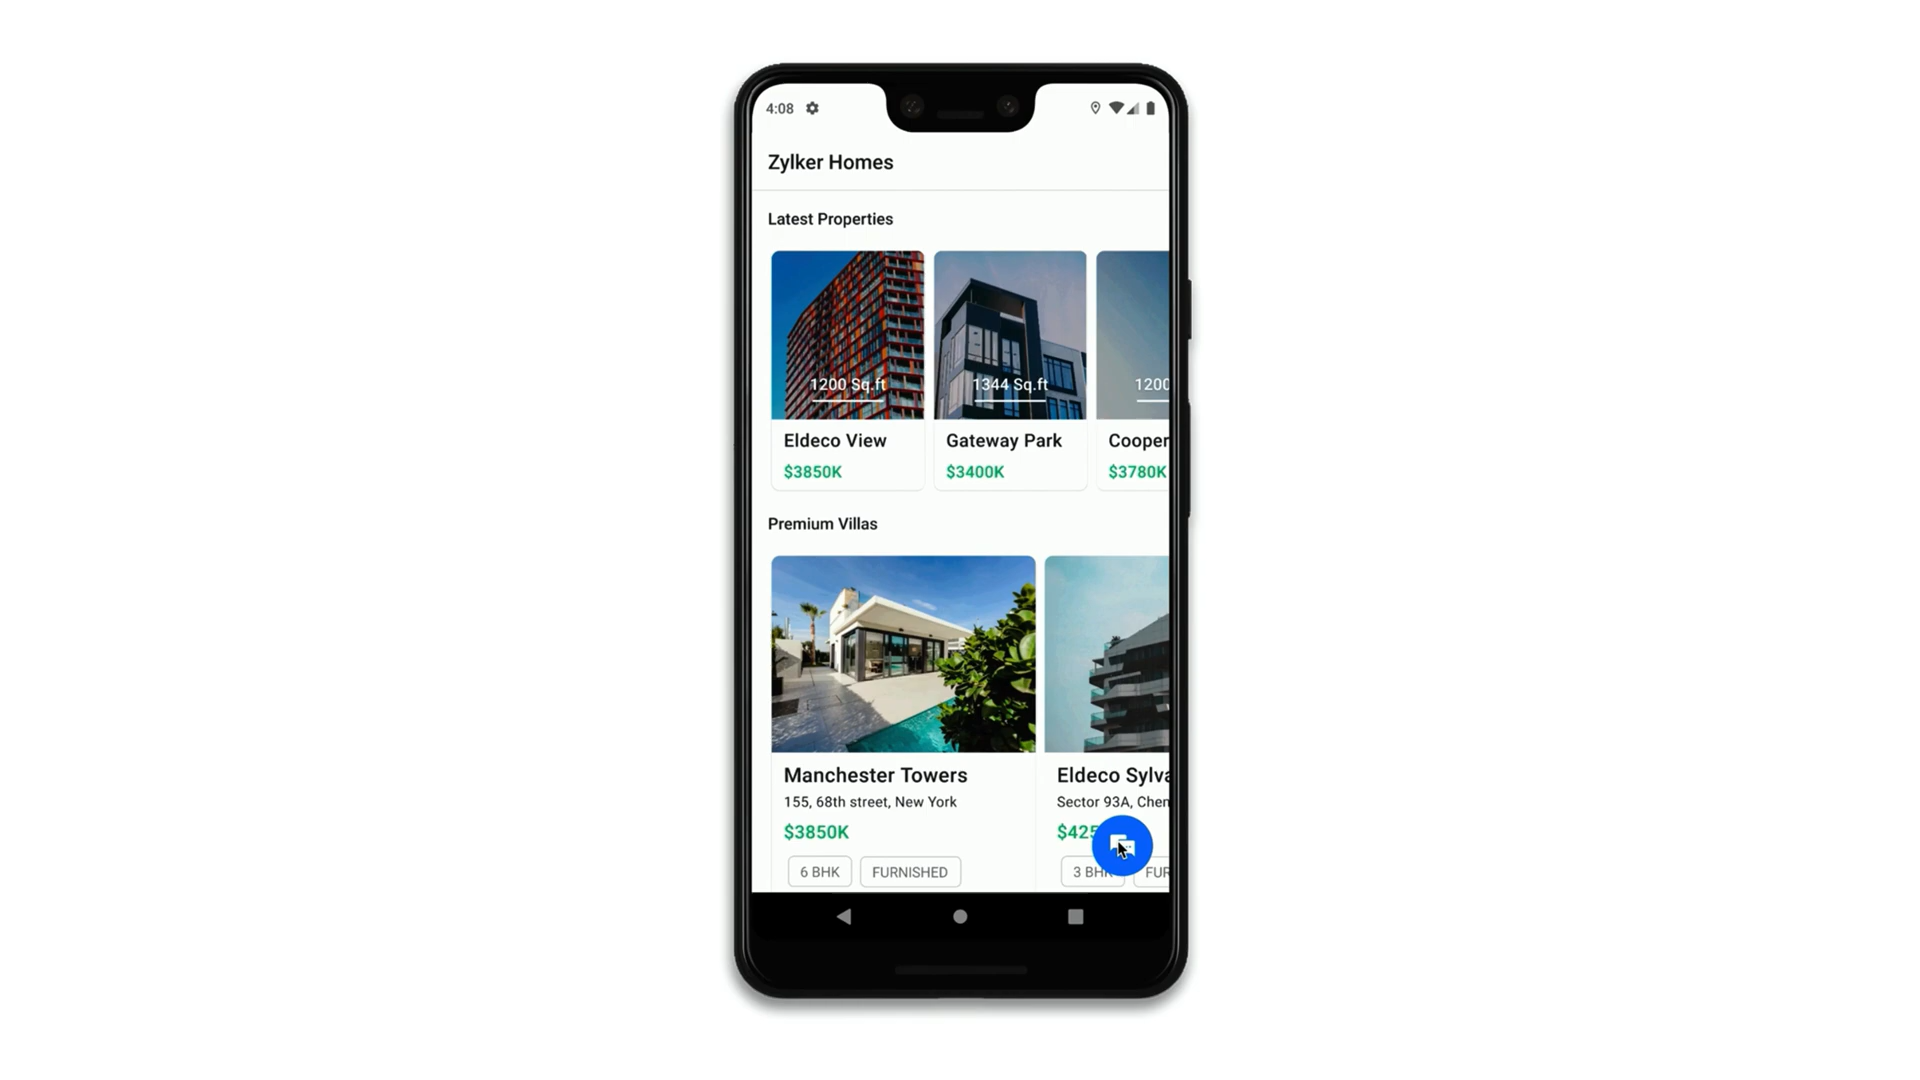 4:08
Zylker Homes
Latest Properties
1200 Sq.ft
1344 Sq.ft
1200
Eldeco View
Gateway Park
Cooper
$3850K
$3400K
$3780K
Premium Villas
Manchester Towers
155, 68th street, New York
$3850K
6 BHK
FURNISHED
Eldeco Sylva
Sector 93A, Chen
$425
3 BHK
FUR